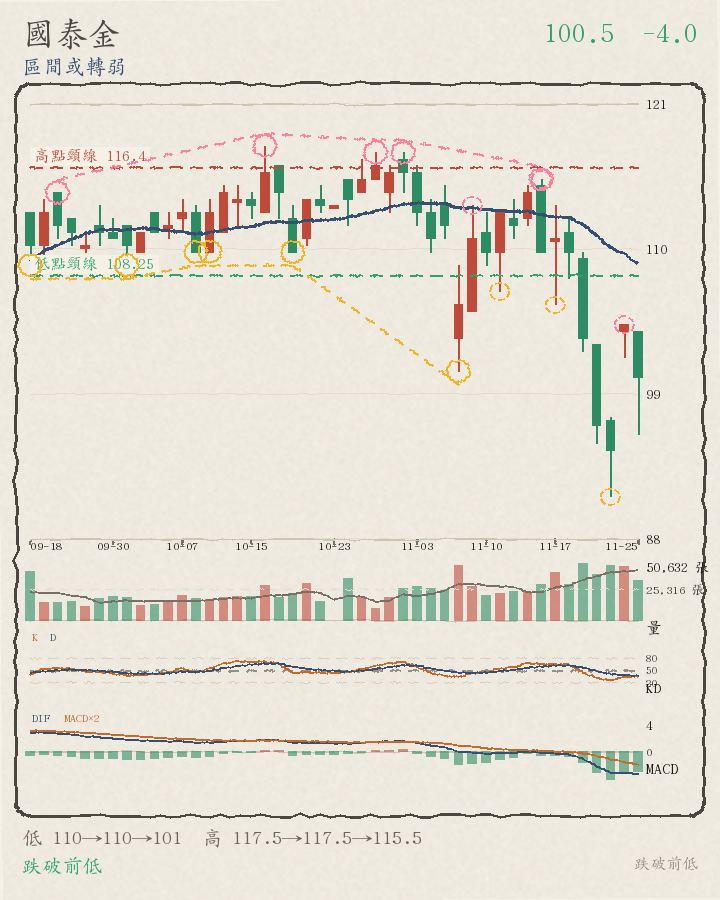 國泰金
100.5 -4.0
區間或轉弱
121
高點頸線 116.4
110
低點頸線 108.25
99
88
09-18 09-30 10-07 10-15 10-23 11-03 11-10 11-17 11-25
50,632 張
25,316 張
量
K D
80
50
20
KD
DIF MACD×2
4
0
MACD
低 110→110→101 高 117.5→117.5→115.5
跌破前低
跌破前低